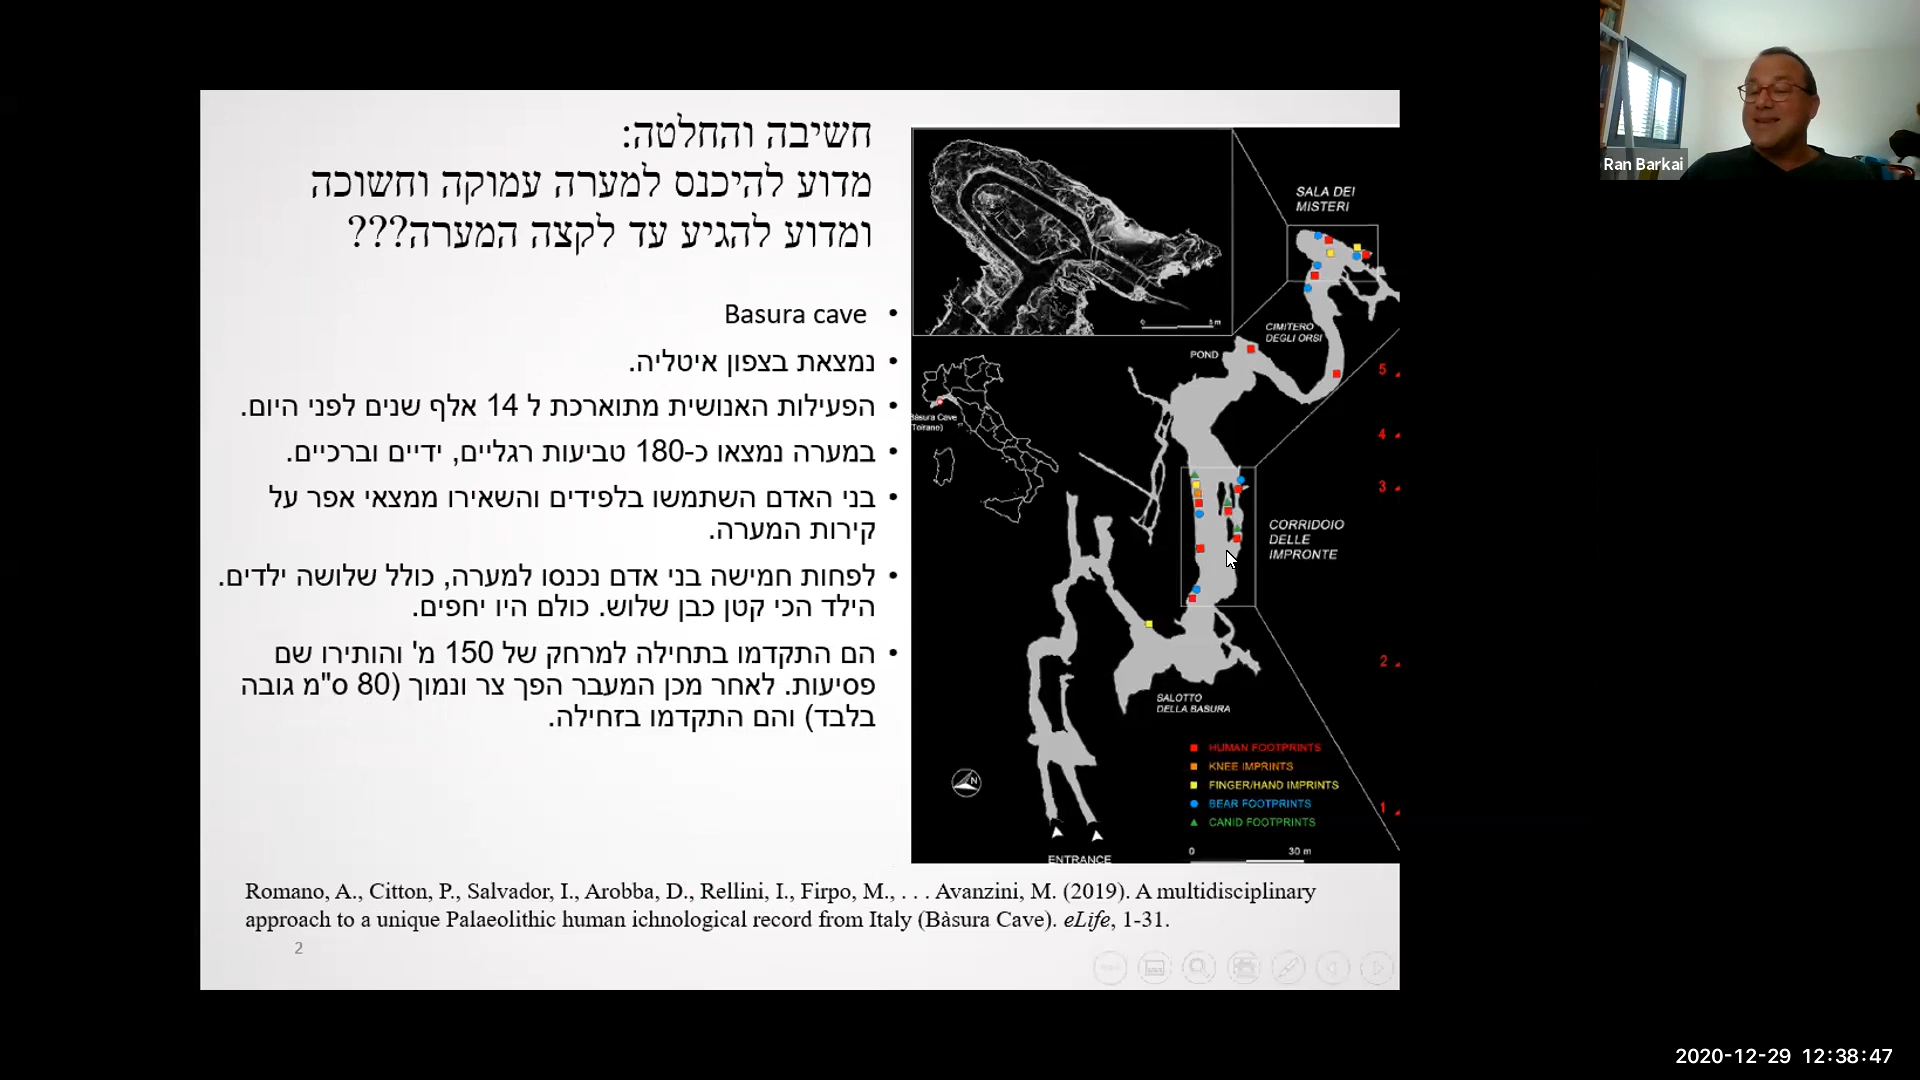 Ran Barkai
חשיבה והחלטה:
מדוע להיכנס למערה עמוקה וחשוכה
ומדוע להגיע עד לקצה המערה???
• Basura cave
• נמצאת בצפון איטליה.
• הפעילות האנושית מתוארכת ל 14 אלף שנים לפני היום.
• במערה נמצאו כ-180 טביעות רגליים, ידיים וברכיים.
• בני האדם השתמשו בלפידים והשאירו ממצאי אפר על
קירות המערה.
• לפחות חמישה בני אדם נכנסו למערה, כולל שלושה ילדים.
הילד הכי קטן כבן שלוש. כולם היו יחפים.
• הם התקדמו בתחילה למרחק של 150 מ' והותירו שם
פסיעות. לאחר מכן המעבר הפך צר ונמוך (80 ס"מ גובה
בלבד) והם התקדמו בזחילה.
SALA DEI
MISTERI
5 m
0
CIMITERO
DEGLI ORSI
POND
5
Bàsura Cave
(Toirano)
4
3
CORRIDOIO
DELLE
IMPRONTE
2
SALOTTO
DELLA BASURA
HUMAN FOOTPRINTS
KNEE IMPRINTS
FINGER/HAND IMPRINTS
BEAR FOOTPRINTS
CANID FOOTPRINTS
1
N
0 30 m
ENTRANCE
Romano, A., Citton, P., Salvador, I., Arobba, D., Rellini, I., Firpo, M., . . . Avanzini, M. (2019). A multidisciplinary
approach to a unique Palaeolithic human ichnological record from Italy (Bàsura Cave). eLife, 1-31.
2
2020-12-29 12:38:47